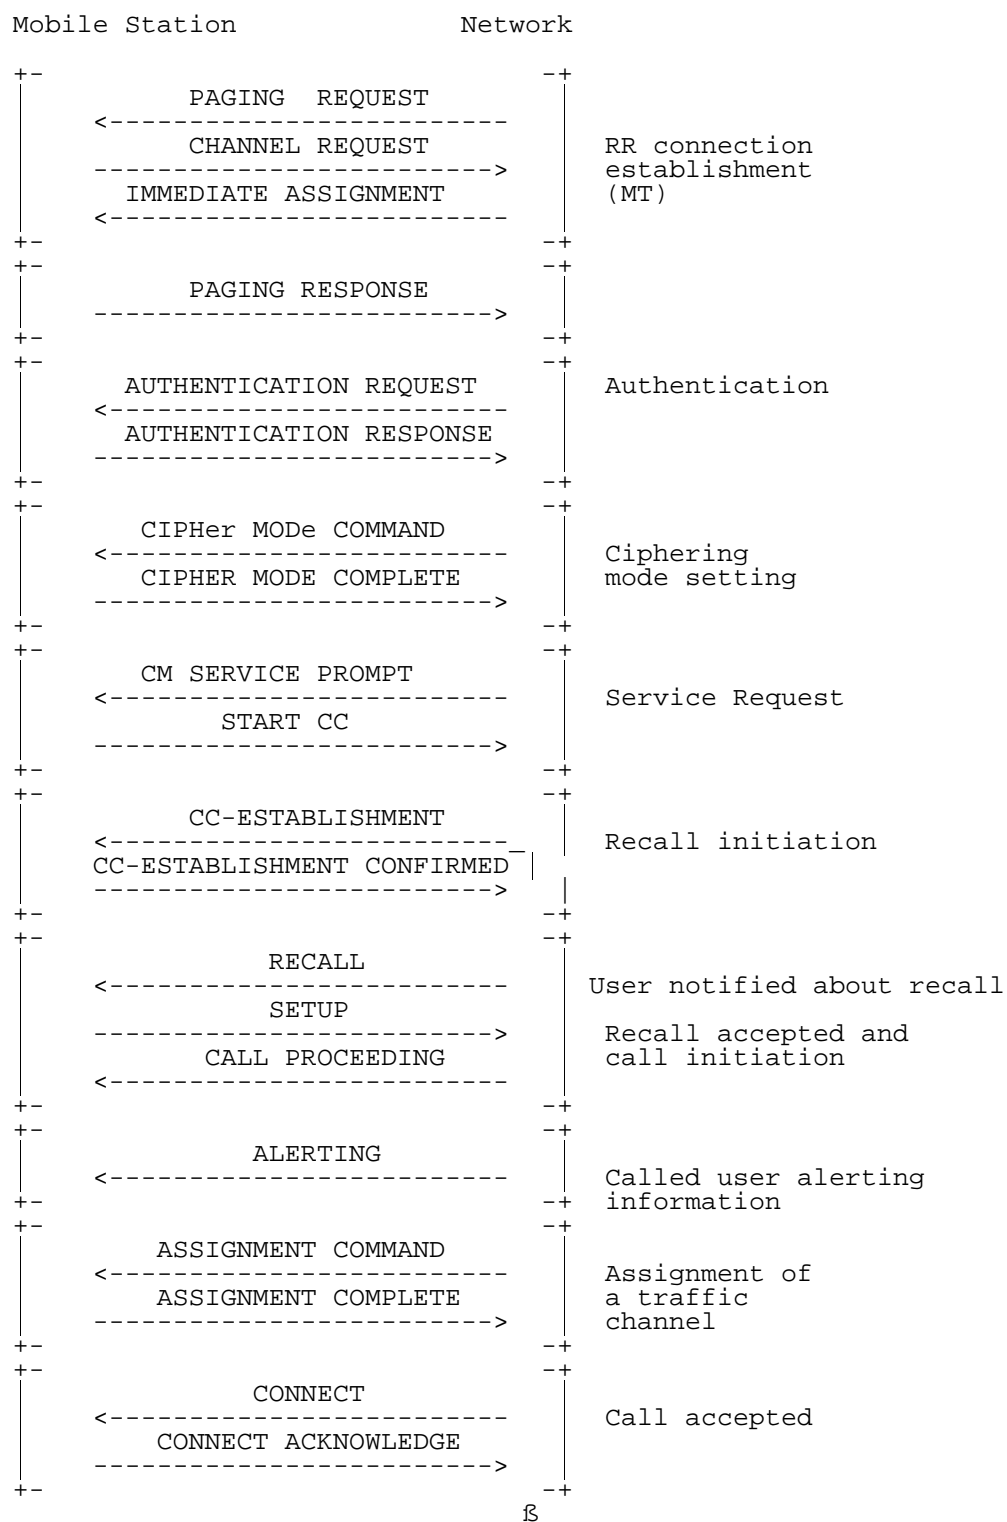 Mobile Station Network
+- -+
PAGING  REQUEST
<-------------------------
CHANNEL REQUEST RR connection
-------------------------> establishment
IMMEDIATE ASSIGNMENT (MT)
<-------------------------
+- -+
+- -+
PAGING RESPONSE
------------------------->
+- -+
+- -+
AUTHENTICATION REQUEST Authentication
<-------------------------
AUTHENTICATION RESPONSE
------------------------->
+- -+
+- -+
CIPHer MODe COMMAND
<------------------------- Ciphering
CIPHER MODE COMPLETE mode setting
------------------------->
+- -+
+- -+
CM SERVICE PROMPT
<------------------------- Service Request
START CC
------------------------->
+- -+
+- -+
CC-ESTABLISHMENT
<------------------------- Recall initiation
CC-ESTABLISHMENT CONFIRMED
------------------------->
+- -+
+- -+
RECALL
<------------------------- User notified about recall
SETUP
-------------------------> Recall accepted and
CALL PROCEEDING call initiation
<-------------------------
+- -+
+- -+
ALERTING
<------------------------- Called user alerting
+- -+ information
+- -+
ASSIGNMENT COMMAND
<------------------------- Assignment of
ASSIGNMENT COMPLETE a traffic
-------------------------> channel
+- -+
+- -+
CONNECT
<------------------------- Call accepted
CONNECT ACKNOWLEDGE
------------------------->
+- -+
ß